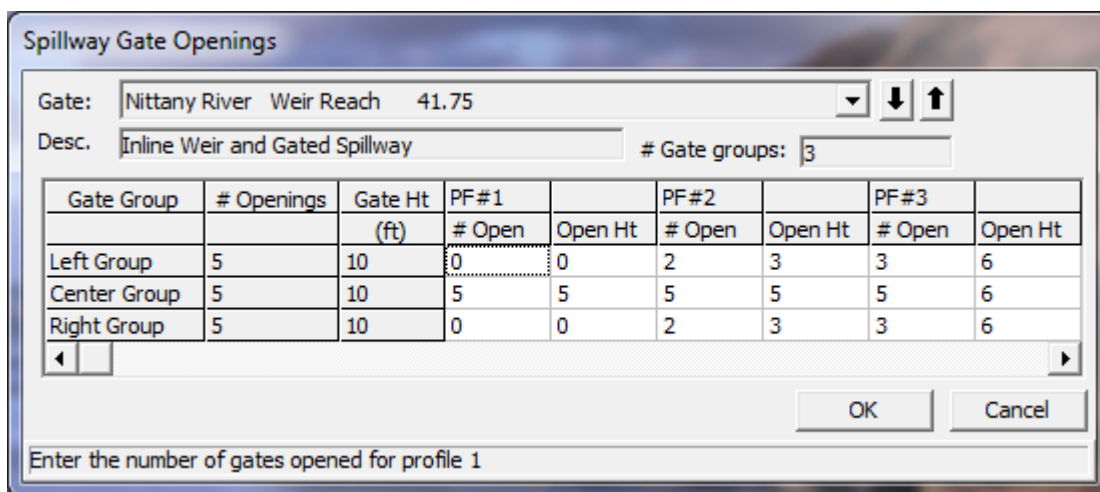 Spillway Gate Openings
Gate: Nittany River Weir Reach 41.75
Desc. Inline Weir and Gated Spillway # Gate groups: 3
Gate Group # Openings Gate Ht PF#1 PF#2 PF#3
(ft) # Open Open Ht # Open Open Ht # Open Open Ht
Left Group 5 10 0 0 2 3 3 6
Center Group 5 10 5 5 5 5 5 6
Right Group 5 10 0 0 2 3 3 6
OK Cancel
Enter the number of gates opened for profile 1